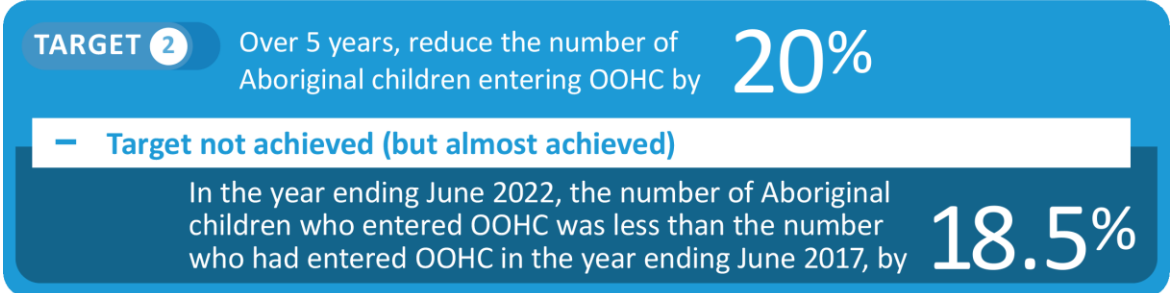 TARGET 2
Over 5 years, reduce the number of
Aboriginal children entering OOHC by
20%
– Target not achieved (but almost achieved)
In the year ending June 2022, the number of Aboriginal
children who entered OOHC was less than the number
who had entered OOHC in the year ending June 2017, by
18.5%